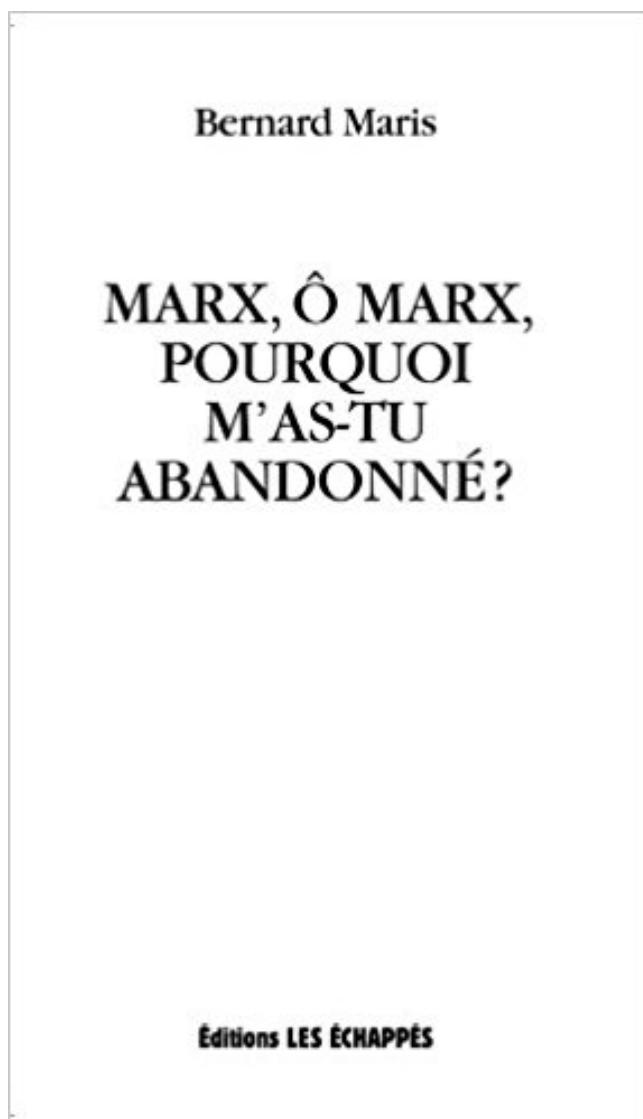 Bernard Maris
MARX, Ô MARX,
POURQUOI
M'AS-TU
ABANDONNÉ?
Éditions LES ÉCHAPPÉS